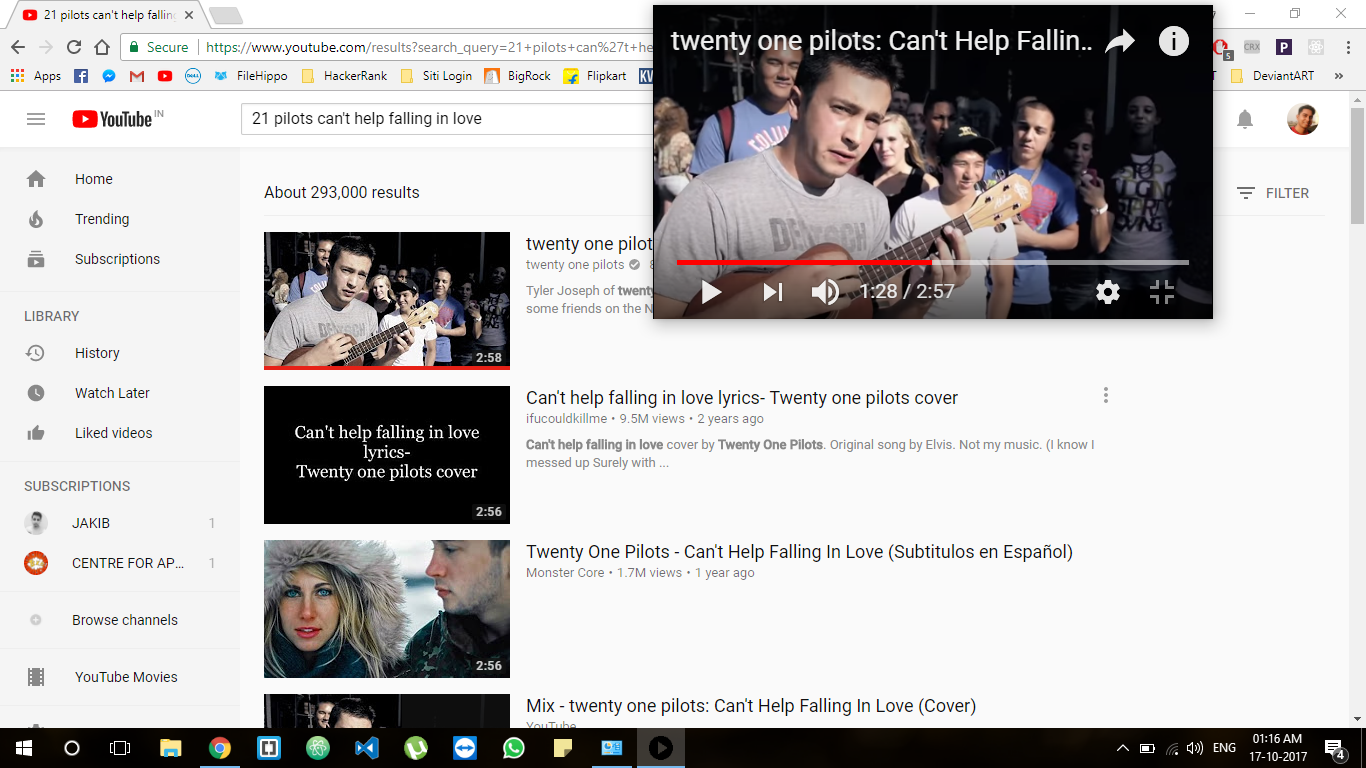 21 pilots can't help falling
Secure
https://www.youtube.com/results?search_query=21+pilots+can%27t+he
5
CRX
P
Apps
FileHippo
HackerRank
Siti Login
BigRock
Flipkart
DeviantART
»
YouTube IN
21 pilots can't help falling in love
Home
Trending
Subscriptions
LIBRARY
History
Watch Later
Liked videos
SUBSCRIPTIONS
JAKIB 1
CENTRE FOR AP... 1
Browse channels
YouTube Movies
About 293,000 results
FILTER
twenty one pilots: Can't Help Fallin...
1:28 / 2:57
2:58
twenty one pilot
twenty one pilots
Tyler Joseph of twenty
some friends on the N
Can't help falling in love
lyrics-
Twenty one pilots cover
2:56
Can't help falling in love lyrics- Twenty one pilots cover
ifucouldkillme • 9.5M views • 2 years ago
Can't help falling in love cover by Twenty One Pilots. Original song by Elvis. Not my music. (I know I
messed up Surely with ...
2:56
Twenty One Pilots - Can't Help Falling In Love (Subtitulos en Español)
Monster Core • 1.7M views • 1 year ago
Mix - twenty one pilots: Can't Help Falling In Love (Cover)
YouTube
ENG
01:16 AM
17-10-2017
4